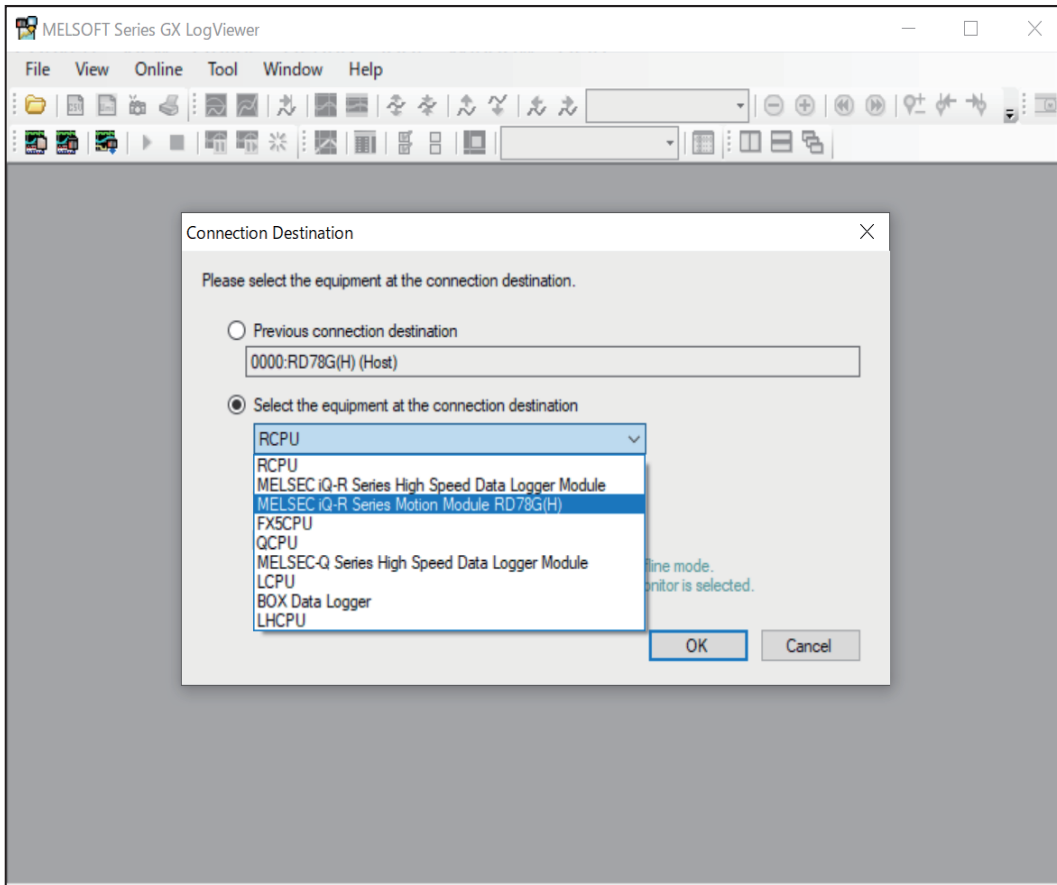 MELSOFT Series GX LogViewer
File View Online Tool Window Help
Connection Destination
Please select the equipment at the connection destination.
Previous connection destination
0000:RD78G(H) (Host)
Select the equipment at the connection destination
RCPU
RCPU
MELSEC iQ-R Series High Speed Data Logger Module
MELSEC iQ-R Series Motion Module RD78G(H)
FX5CPU
QCPU
MELSEC-Q Series High Speed Data Logger Module
mode.
is selected.
LCPU
BOX Data Logger
LHCPU
OK Cancel